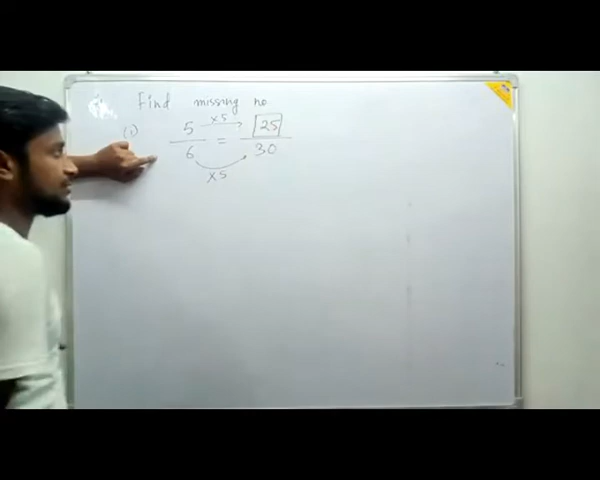 Find missing no
(1) 5/6 = 25/30
×5
×5